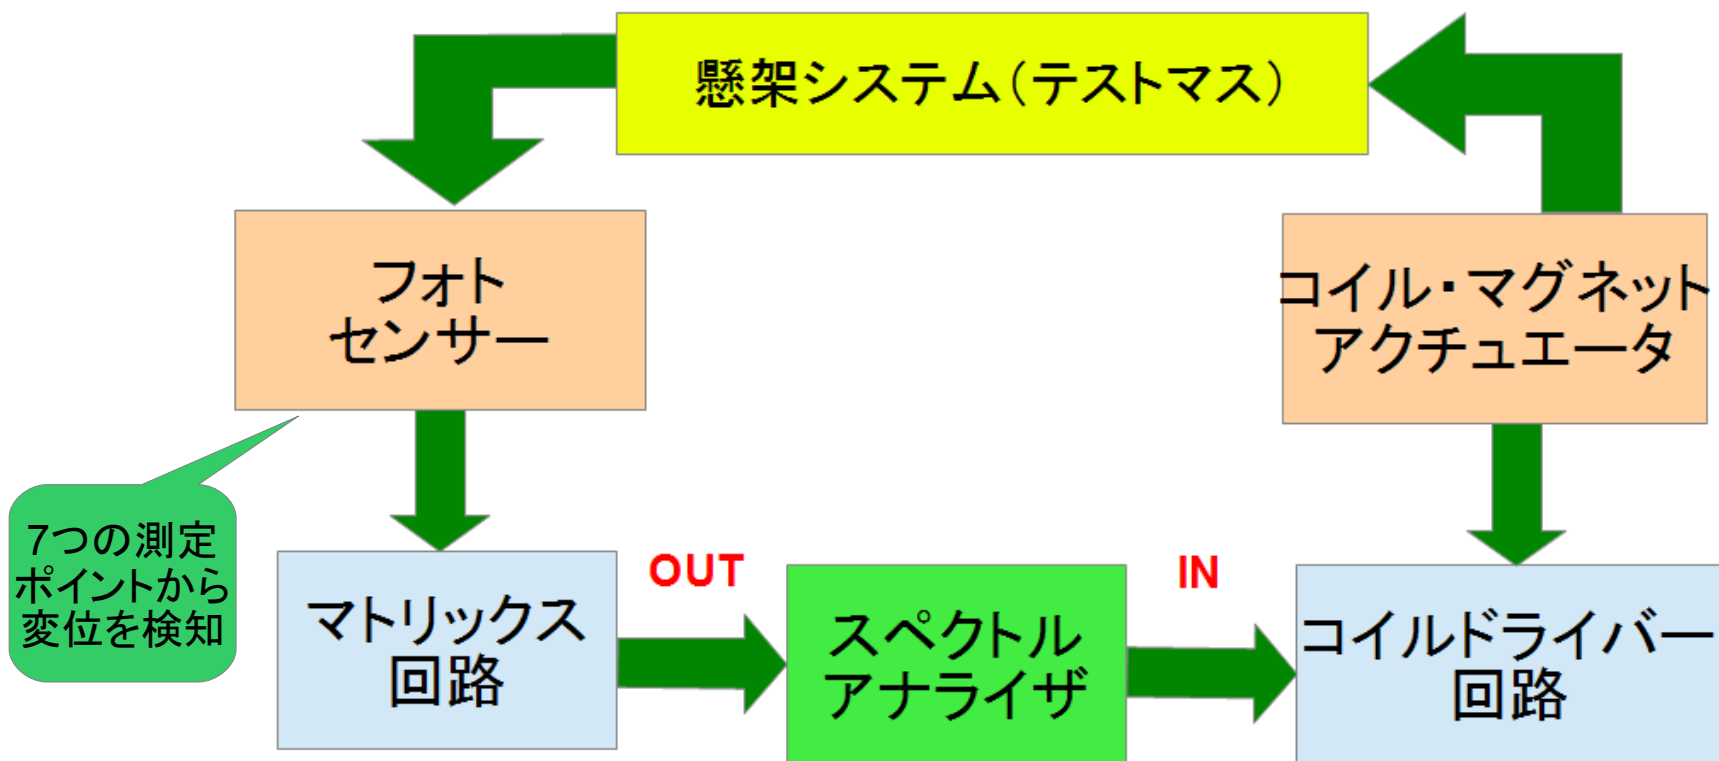 懸架システム(テストマス)
フォト
センサー
コイル・マグネット
アクチュエータ
7つの測定
ポイントから
変位を検知
マトリックス
回路
OUT
スペクトル
アナライザ
IN
コイルドライバー
回路